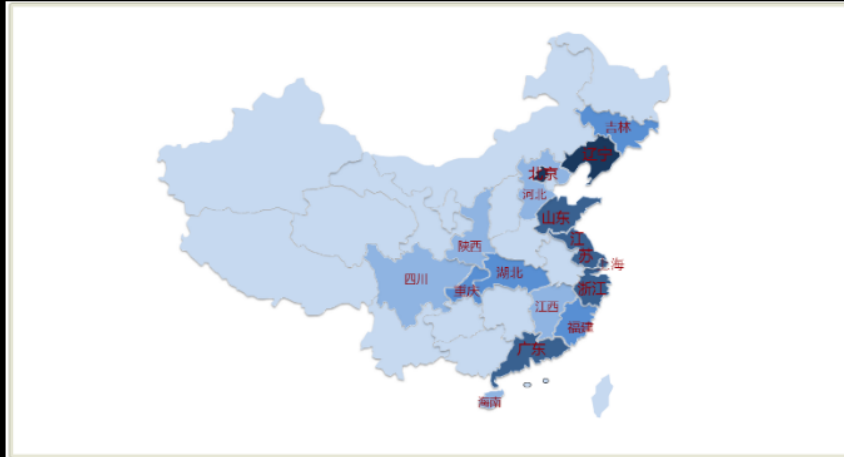 吉林
辽宁
北京
河北
山东
江
苏
陕西
上海
四川
湖北
重庆
浙江
江西
福建
广东
海南